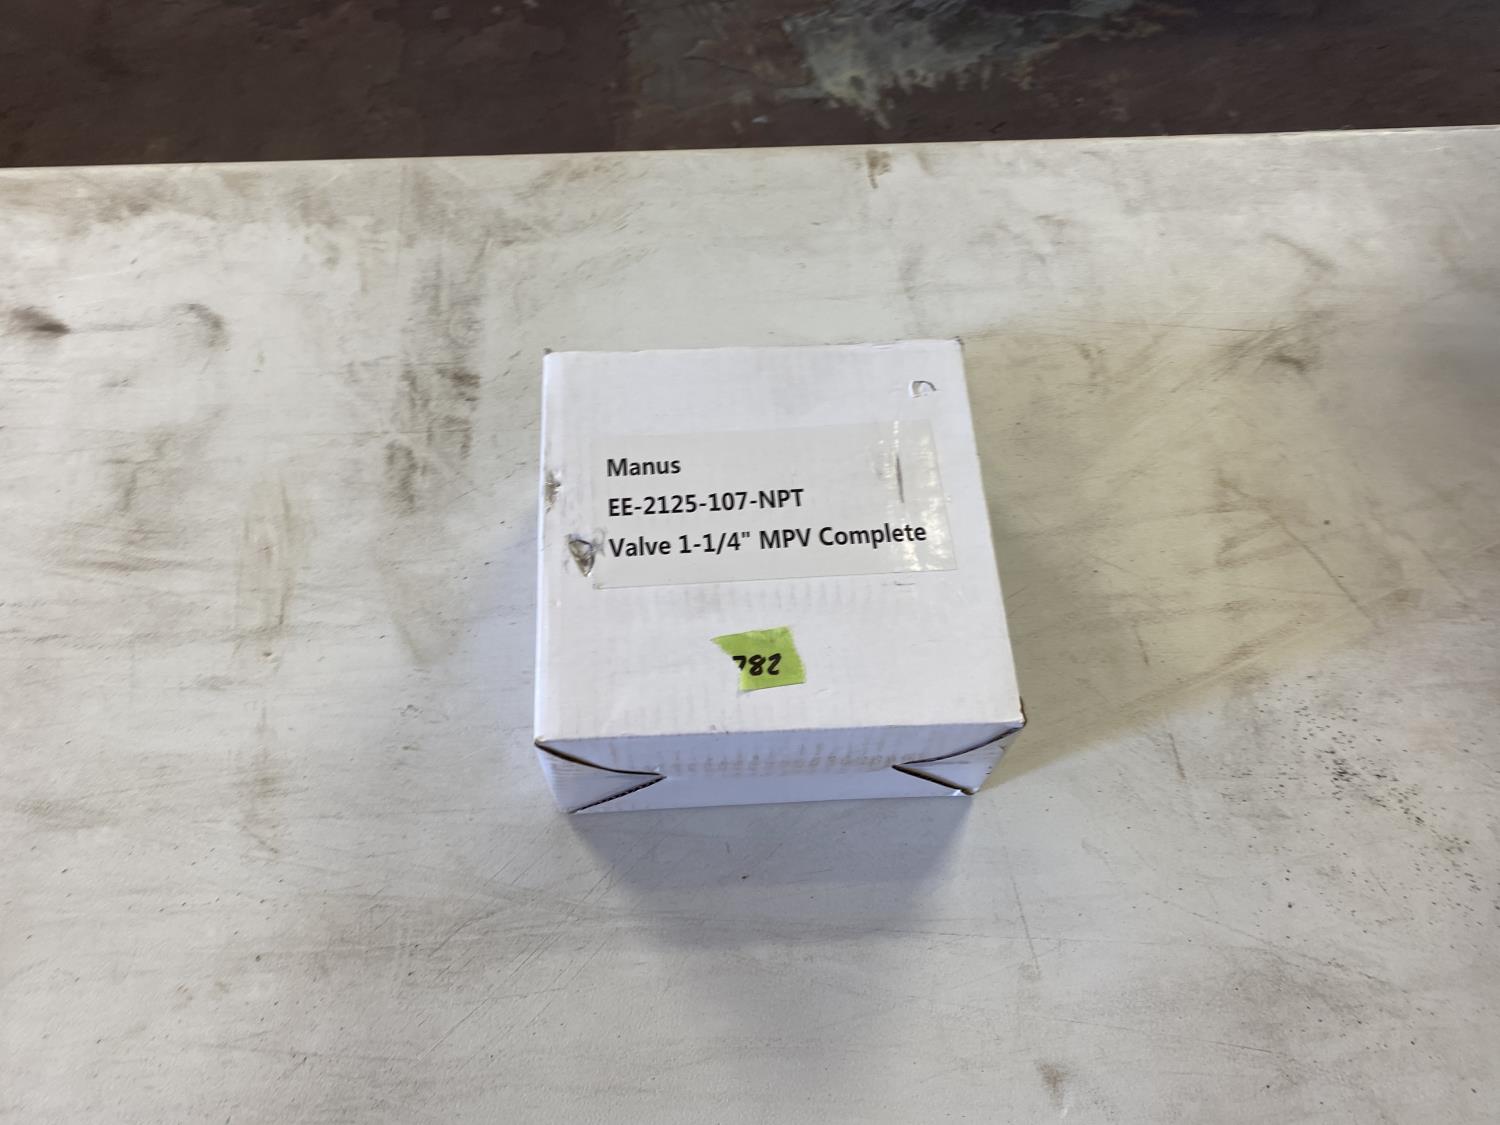 Manus
EE-2125-107-NPT
Valve 1-1/4" MPV Complete
782